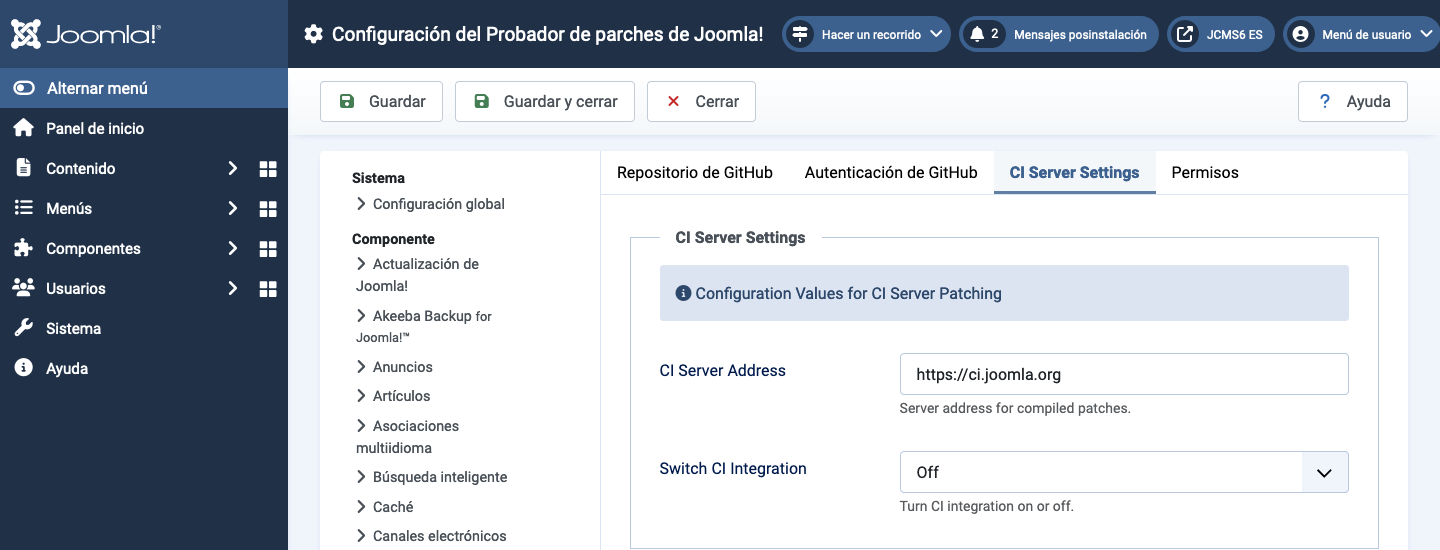 Joomla!®
Configuración del Probador de parches de Joomla!
Hacer un recorrido
2 Mensajes posinstalación
JCMS6 ES
Menú de usuario
Alternar menú
Panel de inicio
Contenido
Menús
Componentes
Usuarios
Sistema
Ayuda
Guardar
Guardar y cerrar
Cerrar
? Ayuda
Sistema
Configuración global
Componente
Actualización de
Joomla!
Akeeba Backup for
Joomla!™
Anuncios
Artículos
Asociaciones
multiidioma
Búsqueda inteligente
Caché
Canales electrónicos
Repositorio de GitHub
Autenticación de GitHub
CI Server Settings
Permisos
CI Server Settings
Configuration Values for CI Server Patching
CI Server Address
https://ci.joomla.org
Server address for compiled patches.
Switch CI Integration
Off
Turn CI integration on or off.